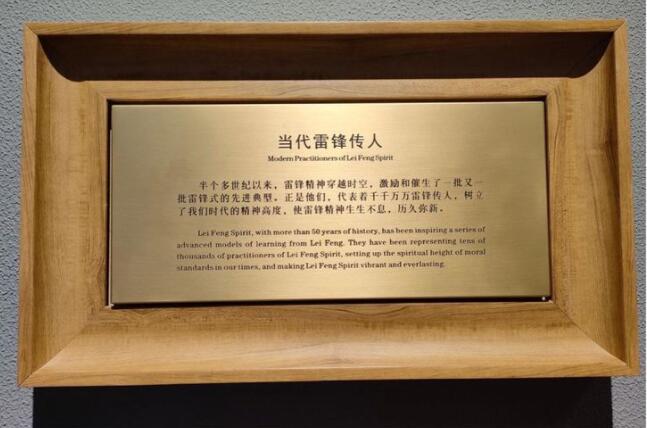 当代雷锋传人
Modern Practitioners of Lei Feng Spirit
半个多世纪以来，雷锋精神穿越时空，激励和催生了一批又一
批雷锋式的先进典型。正是他们，代表着千千万万雷锋传人，树立
了我们时代的精神高度，使雷锋精神生生不息，历久弥新。
Lei Feng Spirit, with more than 50 years of history, has been inspiring a series of
advanced models of learning from Lei Feng. They have been representing tens of
thousands of practitioners of Lei Feng Spirit, setting up the spiritual height of moral
standards in our times, and making Lei Feng Spirit vibrant and everlasting.